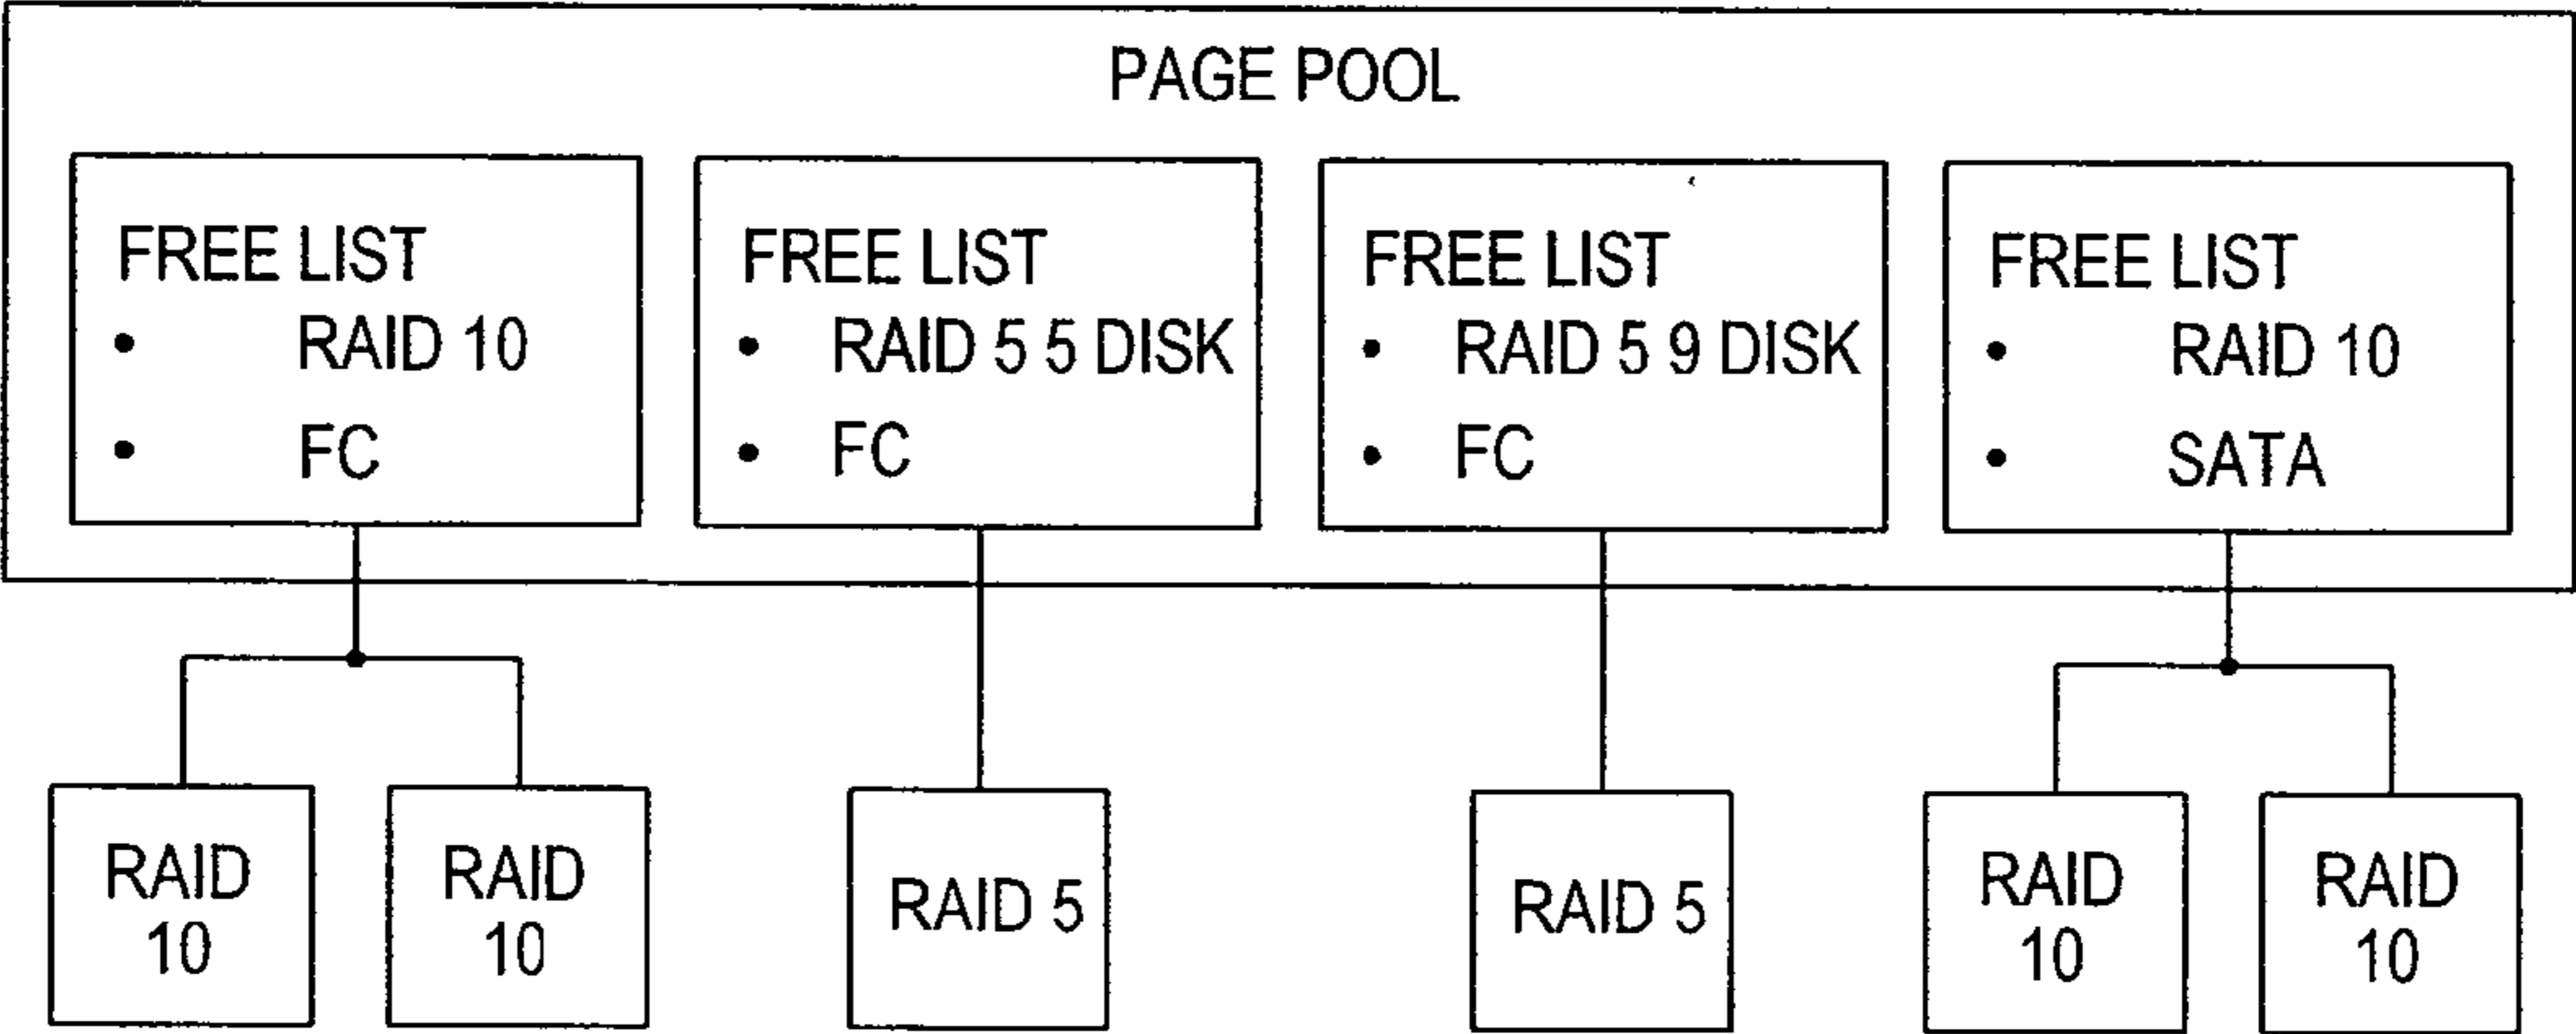 PAGE POOL
FREE LIST
• RAID 10
• FC
FREE LIST
• RAID 5 5 DISK
• FC
FREE LIST
• RAID 5 9 DISK
• FC
FREE LIST
• RAID 10
• SATA
RAID
10
RAID
10
RAID 5
RAID 5
RAID
10
RAID
10